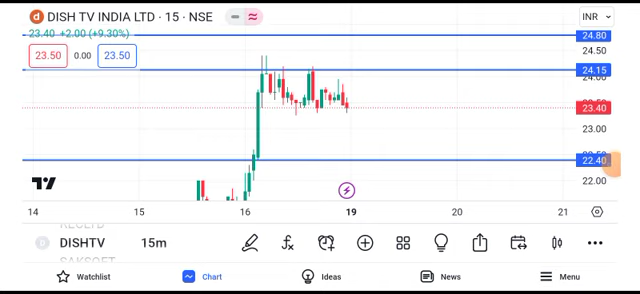 DISH TV INDIA LTD · 15 · NSE
INR
23.40 +2.00 (+9.30%)
24.80
24.50
23.50 0.00 23.50
24.15
24.00
23.40
23.00
22.40
22.00
14 15 16 19 20 21
D DISHTV 15m
SAKSOFT
Watchlist Chart Ideas News Menu